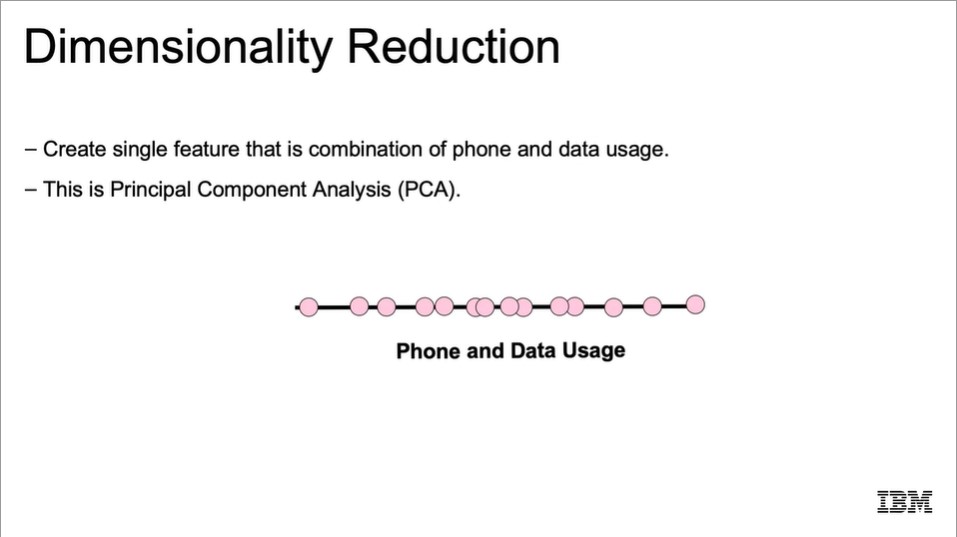 Dimensionality Reduction
– Create single feature that is combination of phone and data usage.
– This is Principal Component Analysis (PCA).
Phone and Data Usage
IBM